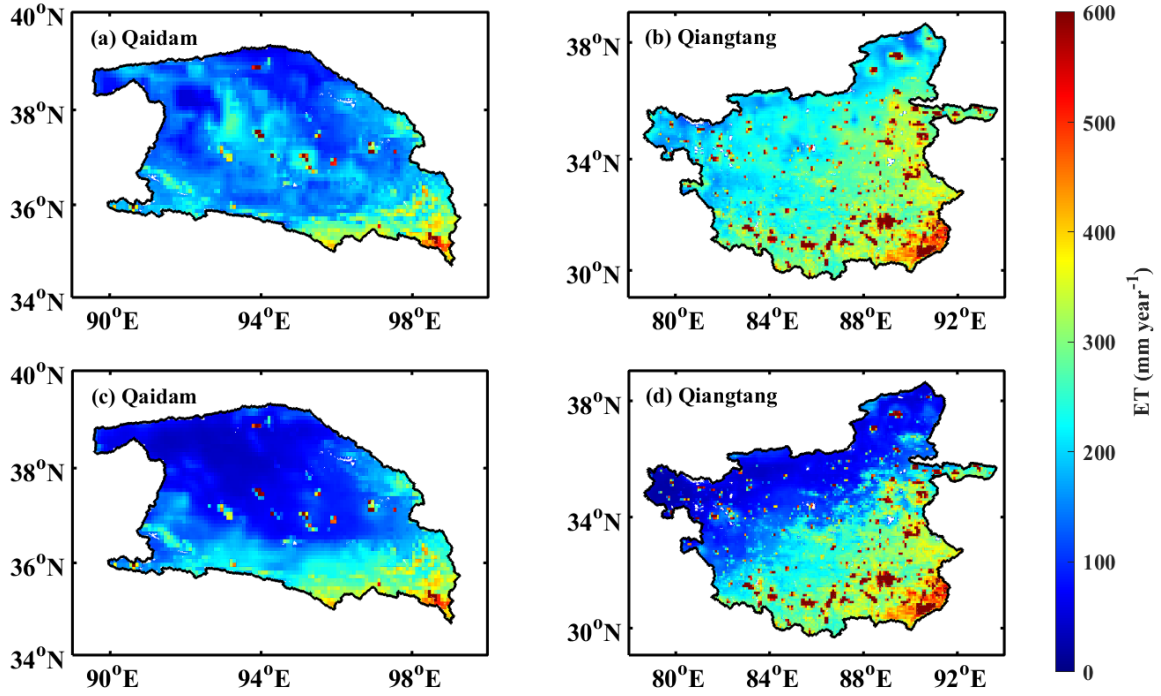 (a) Qaidam
40°N
38°N
36°N
34°N
90°E 94°E 98°E
(b) Qiangtang
38°N
34°N
30°N
80°E 84°E 88°E 92°E
(c) Qaidam
40°N
38°N
36°N
34°N
90°E 94°E 98°E
(d) Qiangtang
38°N
34°N
30°N
80°E 84°E 88°E 92°E
600
500
400
300
200
100
0
ET (mm year⁻¹)